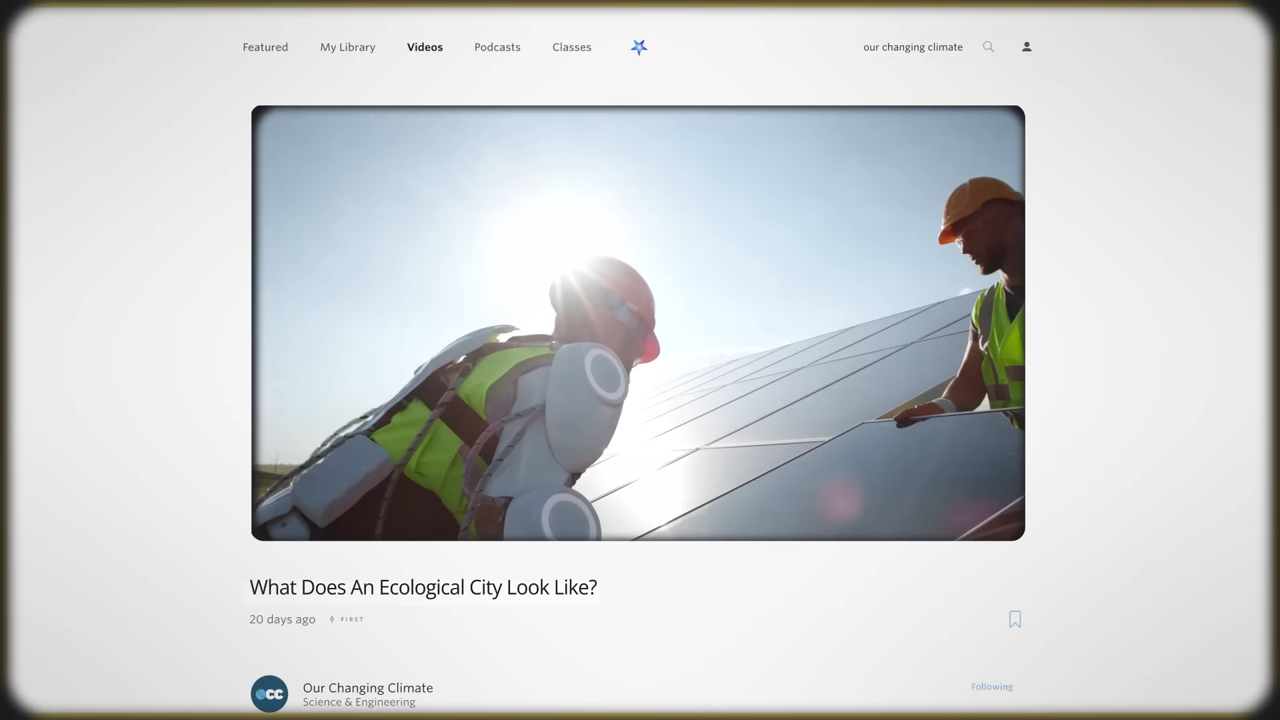 Featured My Library Videos Podcasts Classes our changing climate
What Does An Ecological City Look Like?
20 days ago FIRST
CC
Our Changing Climate
Following
Science & Engineering